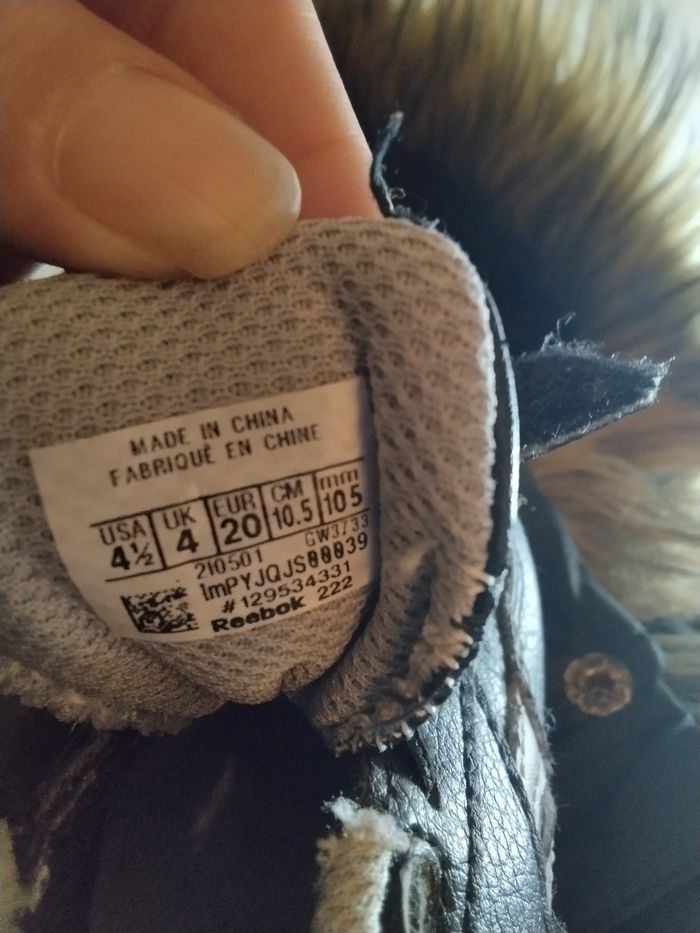 MADE IN CHINA
FABRIQUÉ EN CHINE
USA UK EUR CM mm
4½ 4 20 10.5 105
210501 GW3733
#129534331
Reebok 222